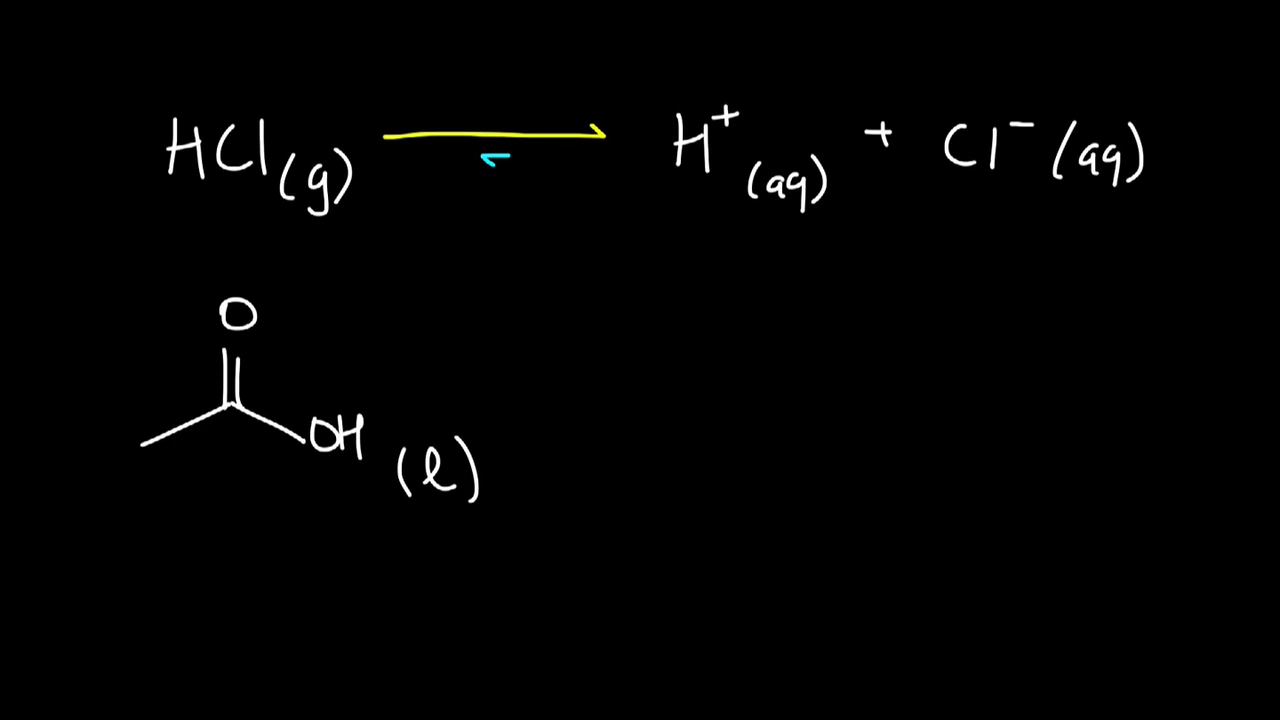 HCl(g) ⇌ H⁺(aq) + Cl⁻(aq)
O
OH (l)